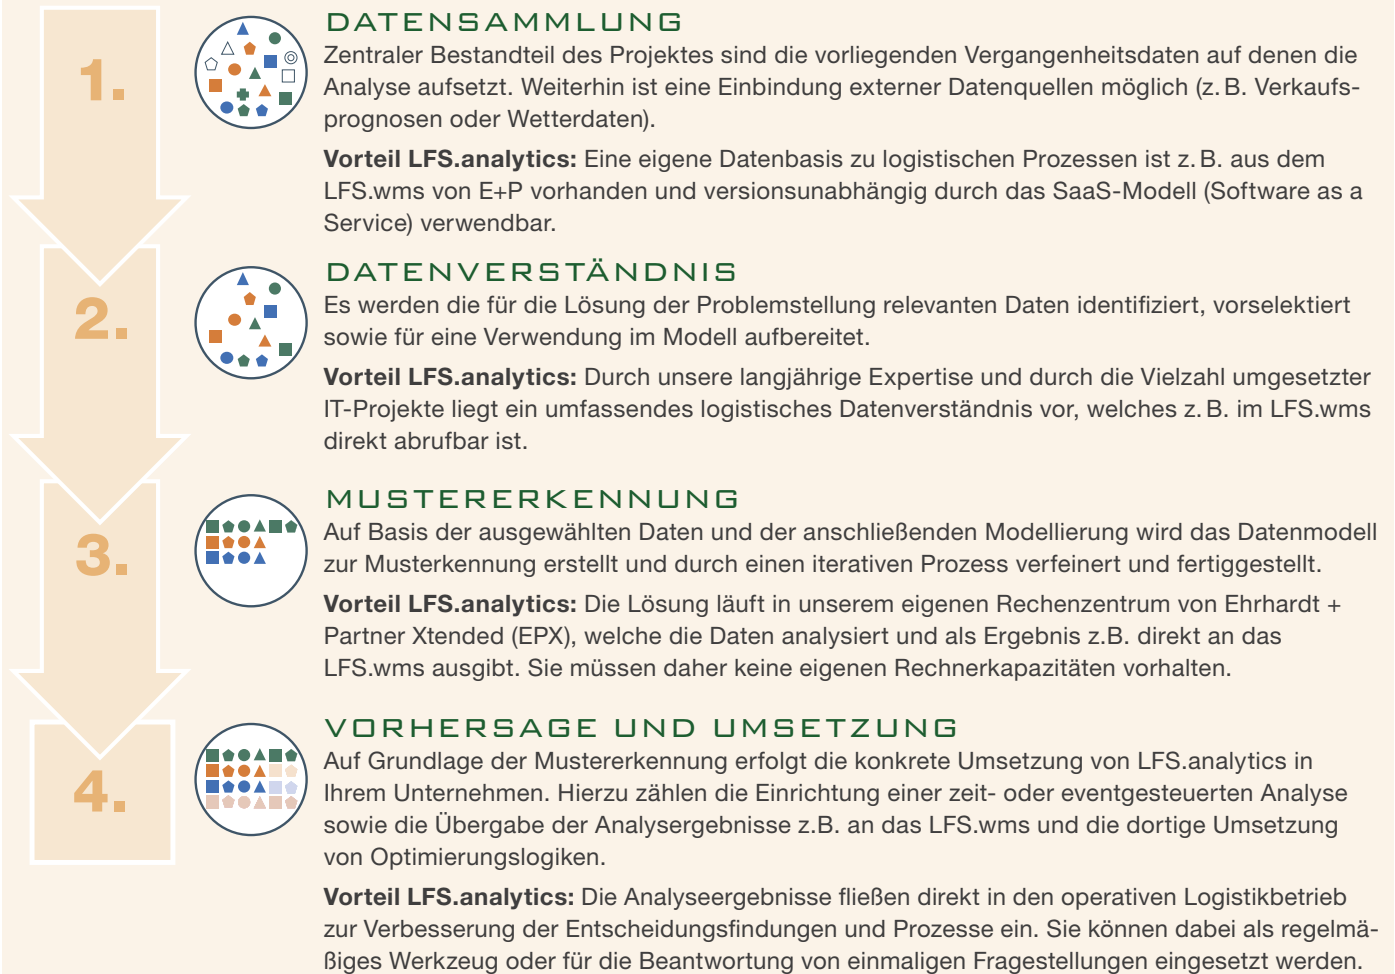 1.
DATENSAMMLUNG
Zentraler Bestandteil des Projektes sind die vorliegenden Vergangenheitsdaten auf denen die
Analyse aufsetzt. Weiterhin ist eine Einbindung externer Datenquellen möglich (z. B. Verkaufs-
prognosen oder Wetterdaten).
Vorteil LFS.analytics: Eine eigene Datenbasis zu logistischen Prozessen ist z. B. aus dem
LFS.wms von E+P vorhanden und versionsunabhängig durch das SaaS-Modell (Software as a
Service) verwendbar.
2.
DATENVERSTÄNDNIS
Es werden die für die Lösung der Problemstellung relevanten Daten identifiziert, vorselektiert
sowie für eine Verwendung im Modell aufbereitet.
Vorteil LFS.analytics: Durch unsere langjährige Expertise und durch die Vielzahl umgesetzter
IT-Projekte liegt ein umfassendes logistisches Datenverständnis vor, welches z. B. im LFS.wms
direkt abrufbar ist.
3.
MUSTERERKENNUNG
Auf Basis der ausgewählten Daten und der anschließenden Modellierung wird das Datenmodell
zur Musterkennung erstellt und durch einen iterativen Prozess verfeinert und fertiggestellt.
Vorteil LFS.analytics: Die Lösung läuft in unserem eigenen Rechenzentrum von Ehrhardt +
Partner Xtended (EPX), welche die Daten analysiert und als Ergebnis z.B. direkt an das
LFS.wms ausgibt. Sie müssen daher keine eigenen Rechnerkapazitäten vorhalten.
4.
VORHERSAGE UND UMSETZUNG
Auf Grundlage der Mustererkennung erfolgt die konkrete Umsetzung von LFS.analytics in
Ihrem Unternehmen. Hierzu zählen die Einrichtung einer zeit- oder eventgesteuerten Analyse
sowie die Übergabe der Analysergebnisse z.B. an das LFS.wms und die dortige Umsetzung
von Optimierungslogiken.
Vorteil LFS.analytics: Die Analyseergebnisse fließen direkt in den operativen Logistikbetrieb
zur Verbesserung der Entscheidungsfindungen und Prozesse ein. Sie können dabei als regelmä-
ßiges Werkzeug oder für die Beantwortung von einmaligen Fragestellungen eingesetzt werden.